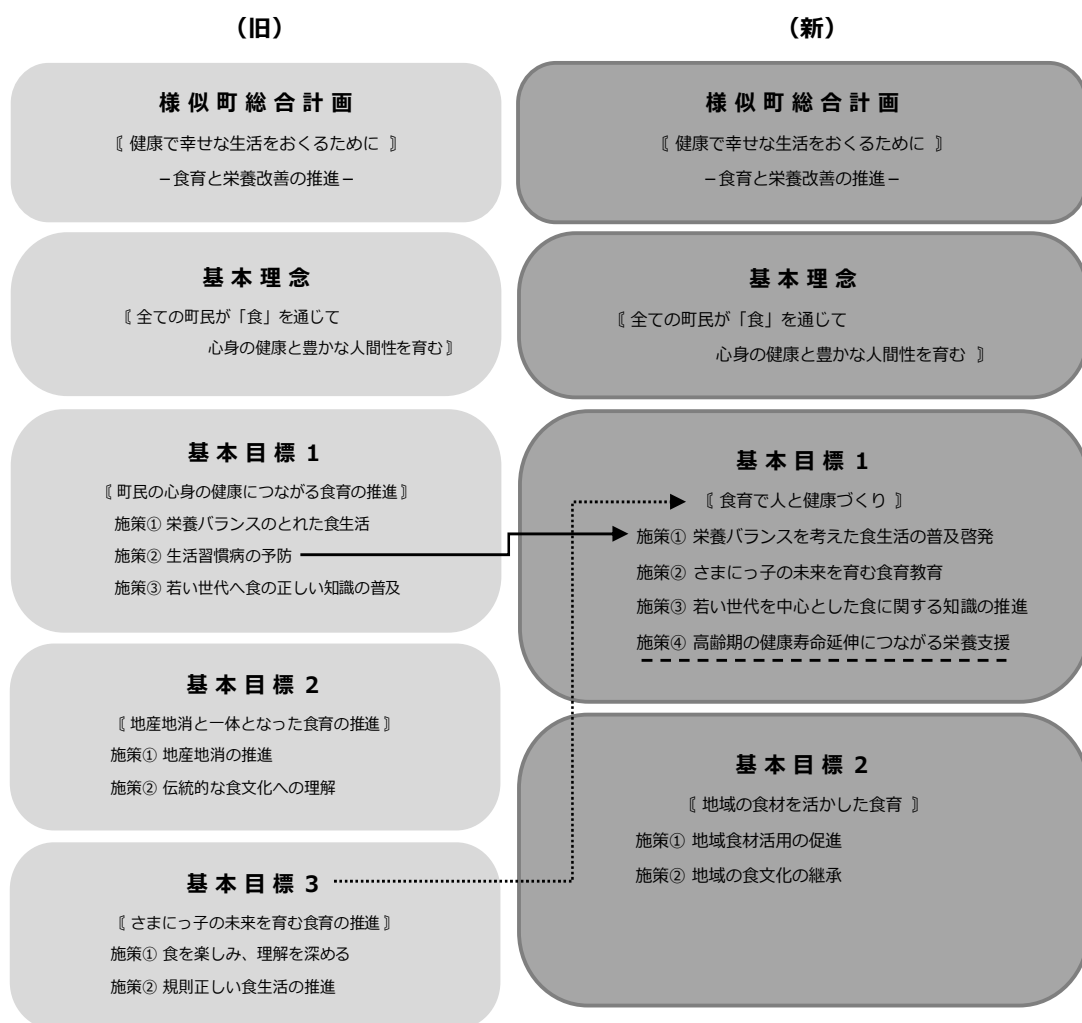 （旧）
様似町総合計画
〖 健康で幸せな生活をおくるために 〗
－食育と栄養改善の推進－
基本理念
〖 全ての町民が「食」を通じて
心身の健康と豊かな人間性を育む 〗
基本目標 1
〖 町民の心身の健康につながる食育の推進 〗
施策① 栄養バランスのとれた食生活
施策② 生活習慣病の予防
施策③ 若い世代へ食の正しい知識の普及
基本目標 2
〖 地産地消と一体となった食育の推進 〗
施策① 地産地消の推進
施策② 伝統的な食文化への理解
基本目標 3
〖 さまにっ子の未来を育む食育の推進 〗
施策① 食を楽しみ、理解を深める
施策② 規則正しい食生活の推進
（新）
様似町総合計画
〖 健康で幸せな生活をおくるために 〗
－食育と栄養改善の推進－
基本理念
〖 全ての町民が「食」を通じて
心身の健康と豊かな人間性を育む 〗
基本目標 1
〖 食育で人と健康づくり 〗
施策① 栄養バランスを考えた食生活の普及啓発
施策② さまにっ子の未来を育む食育教育
施策③ 若い世代を中心とした食に関する知識の推進
施策④ 高齢期の健康寿命延伸につながる栄養支援
基本目標 2
〖 地域の食材を活かした食育 〗
施策① 地域食材活用の促進
施策② 地域の食文化の継承